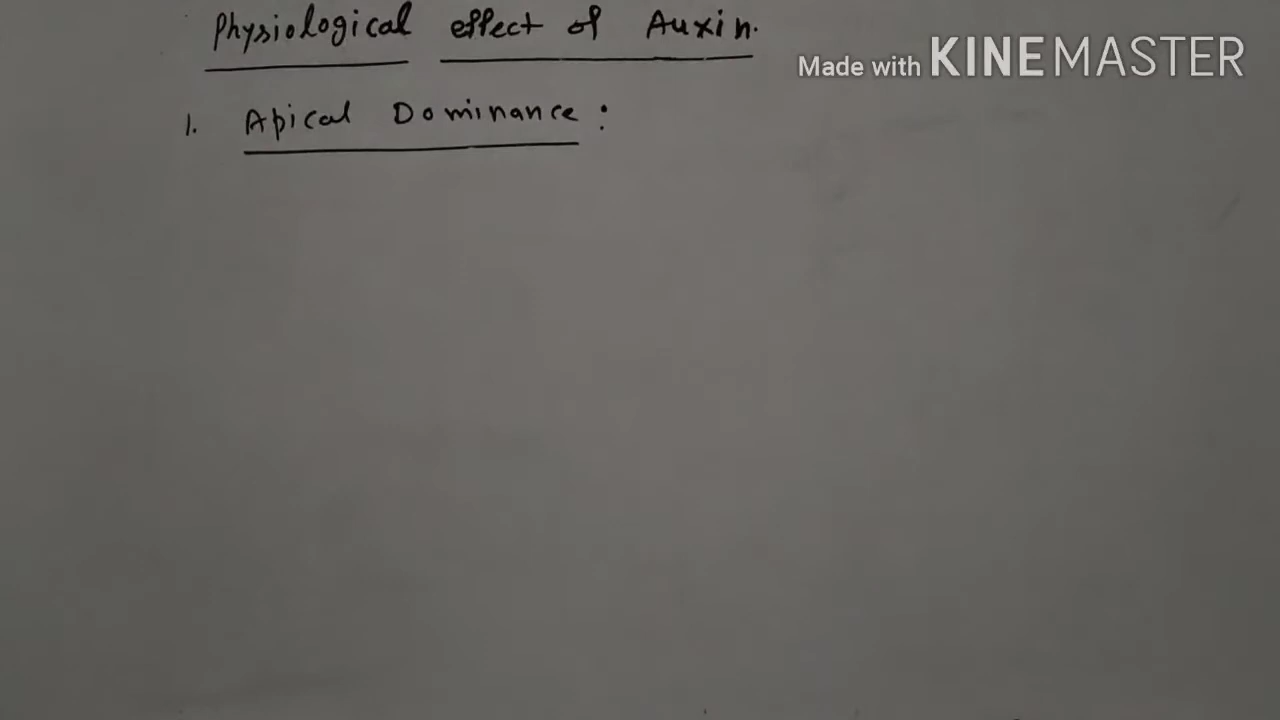 Physiological effect of Auxin.
Made with KINEMASTER
1. Apical Dominance :